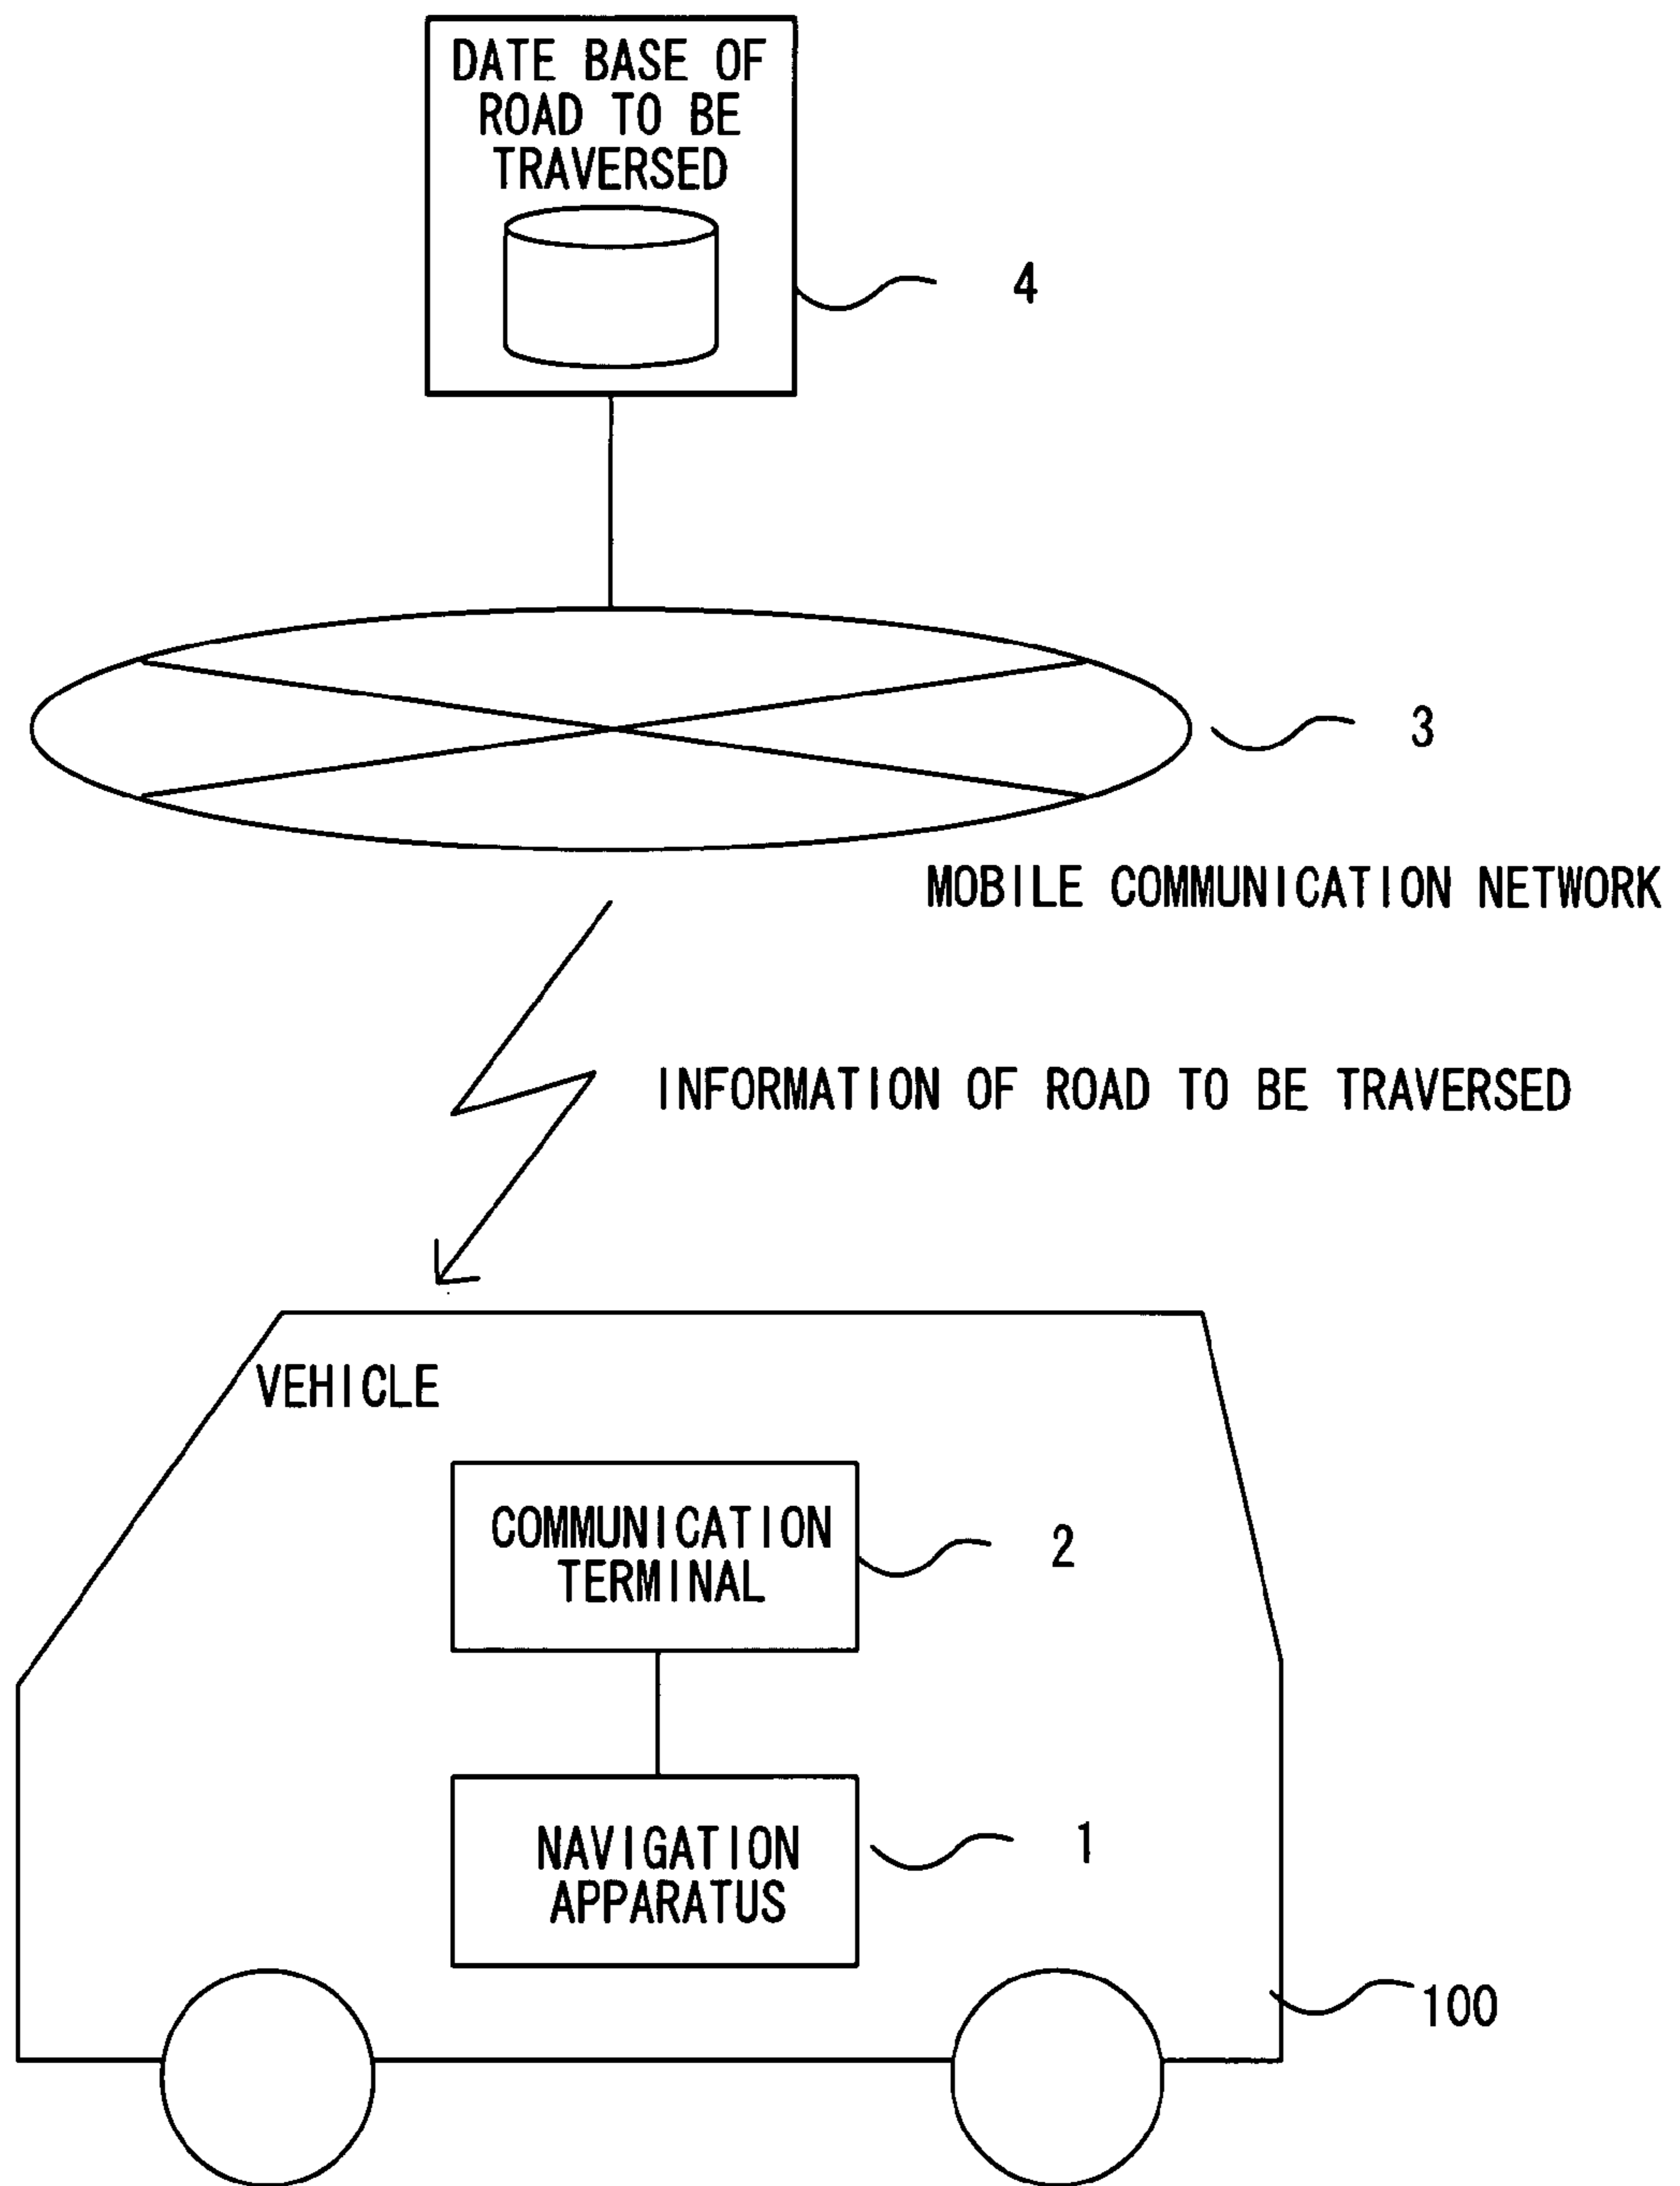 DATE BASE OF
ROAD TO BE
TRAVERSED
4
3
MOBILE COMMUNICATION NETWORK
INFORMATION OF ROAD TO BE TRAVERSED
VEHICLE
COMMUNICATION
TERMINAL
2
NAVIGATION
APPARATUS
1
100